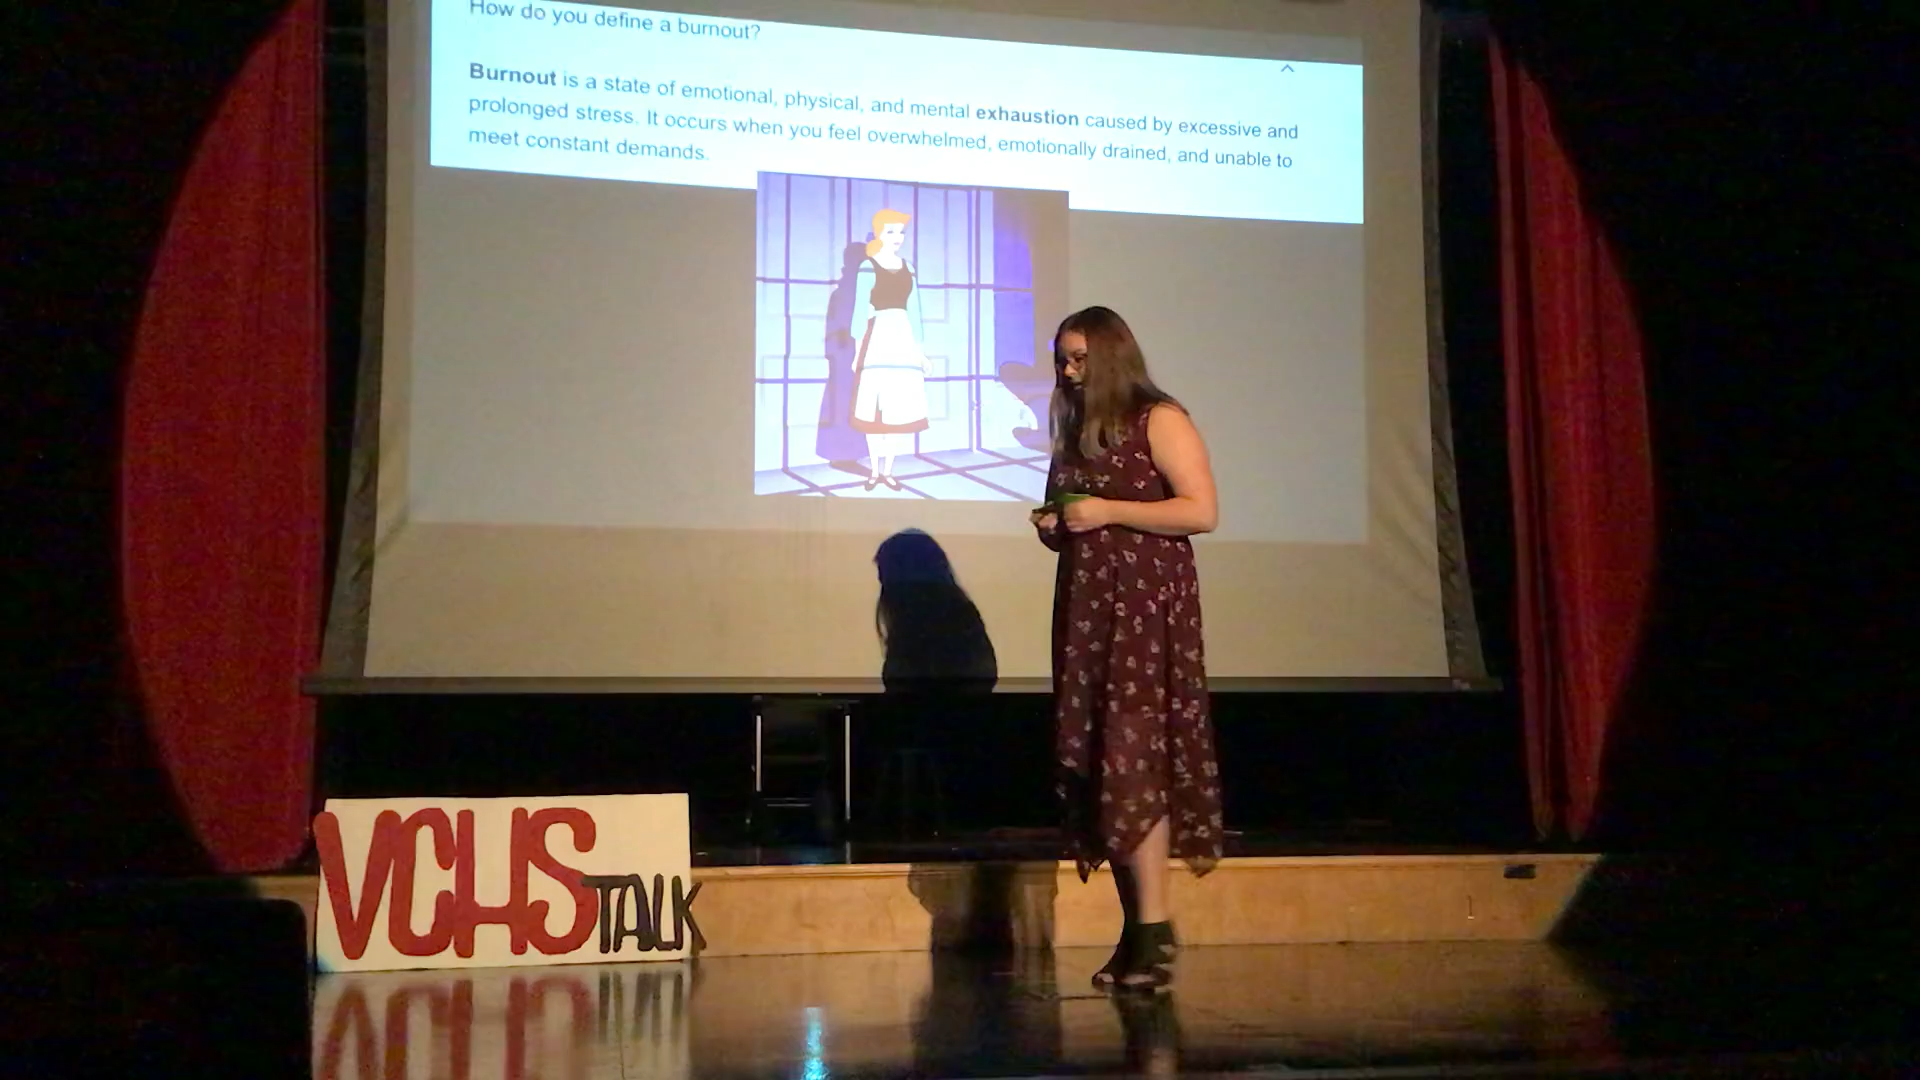 How do you define a burnout?
Burnout is a state of emotional, physical, and mental exhaustion caused by excessive and
prolonged stress. It occurs when you feel overwhelmed, emotionally drained, and unable to
meet constant demands.
VCHS TALK